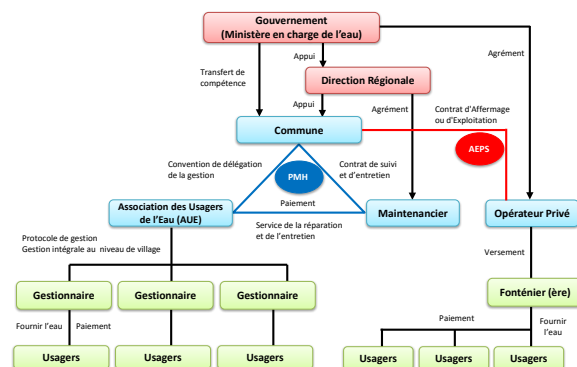 Gouvernement
(Ministère en charge de l'eau)
Appui
Agrément
Transfert de
compétence
Direction Régionale
Appui
Agrément
Contrat d'Affermage
ou d'Exploitation
Commune
AEPS
Convention de délégation
de la gestion
PMH
Contrat de suivi
et d'entretien
Paiement
Association des Usagers
de l'Eau (AUE)
Maintenancier
Opérateur Privé
Service de la réparation
et de l'entretien
Protocole de gestion
Gestion intégrale au niveau de village
Versement
Gestionnaire
Gestionnaire
Gestionnaire
Fonténier (ère)
Fournir l'eau
Paiement
Paiement
Fournir
l'eau
Usagers
Usagers
Usagers
Usagers
Usagers
Usagers